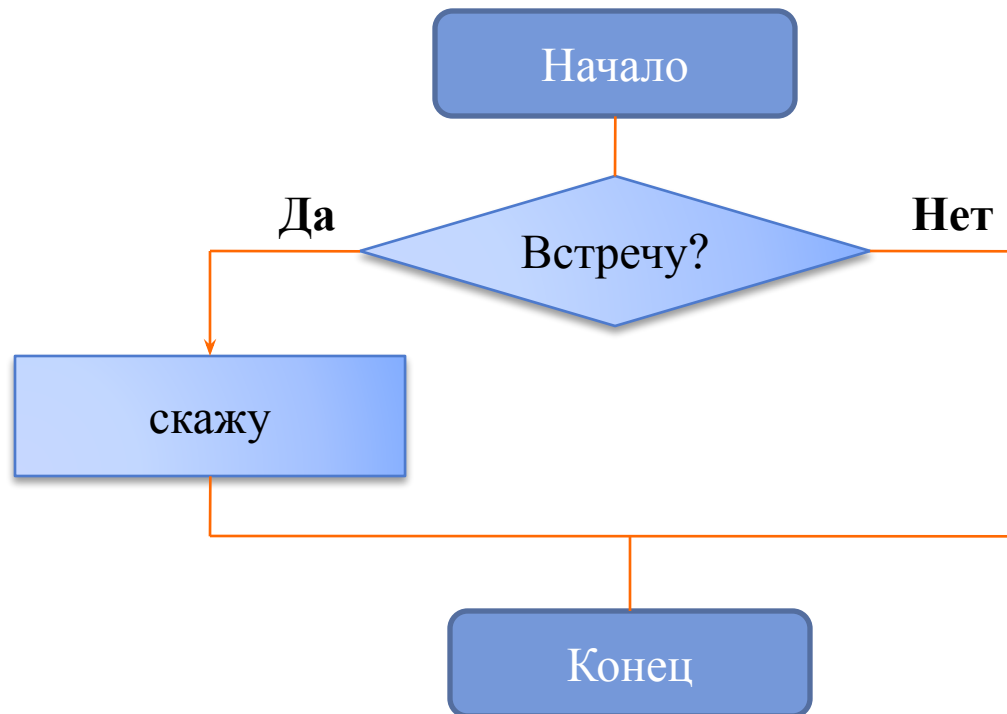 Начало
Да
Нет
Встречу?
скажу
Конец